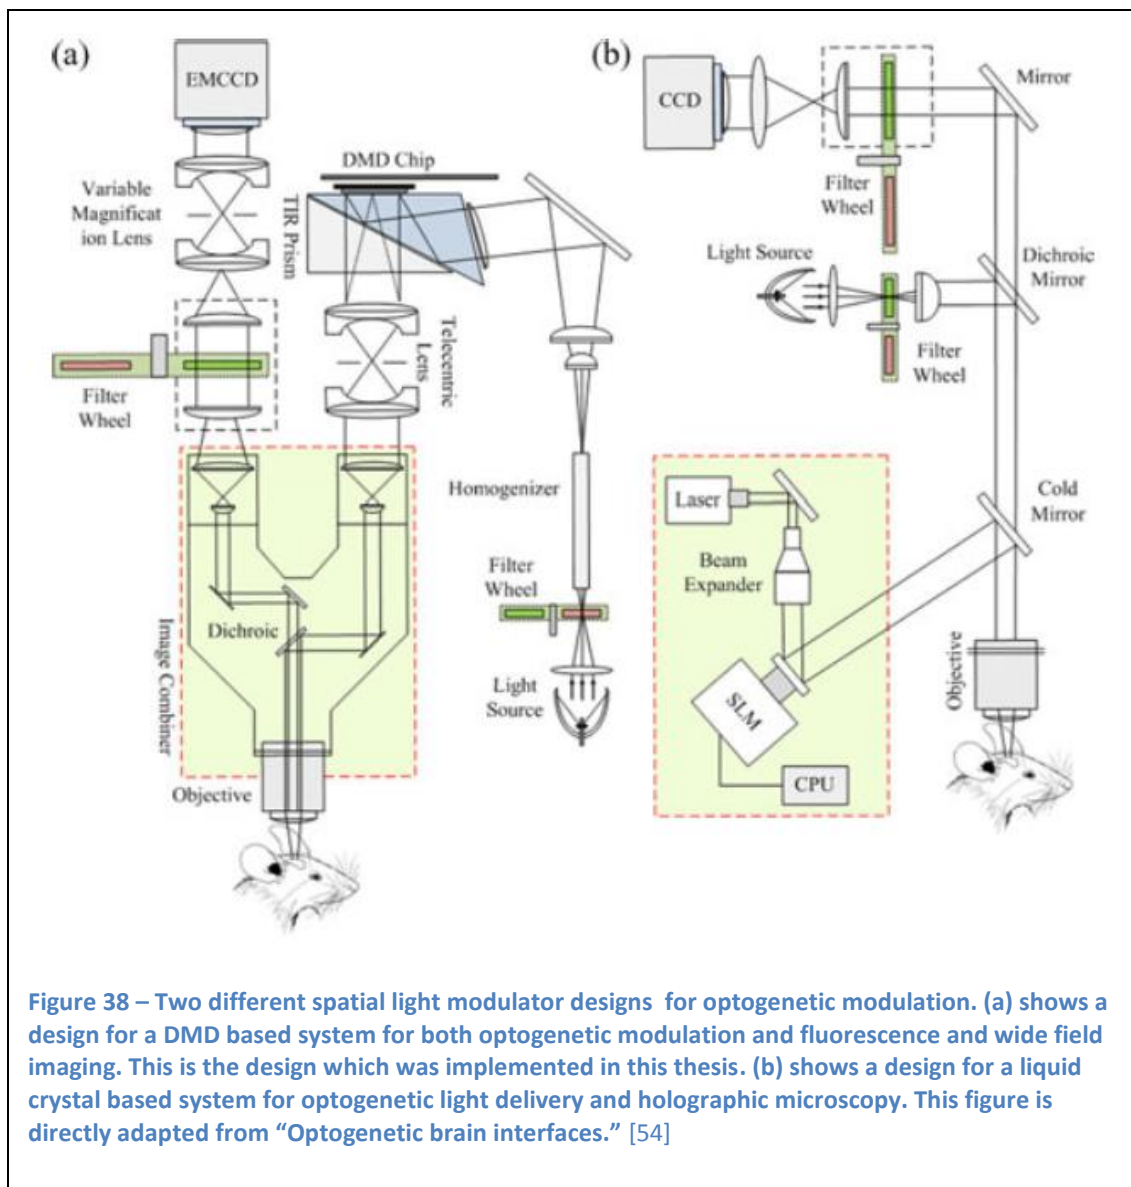 (a)
EMCCD
Variable
Magnificat
ion Lens
Filter
Wheel
DMD Chip
TIR Prism
Telecentric
Lens
Homogenizer
Filter
Wheel
Light
Source
Dichroic
Image Combiner
Objective
(b)
CCD
Mirror
Filter
Wheel
Light Source
Dichroic
Mirror
Filter
Wheel
Cold
Mirror
Laser
Beam
Expander
SLM
CPU
Objective
Figure 38 – Two different spatial light modulator designs  for optogenetic modulation. (a) shows a
design for a DMD based system for both optogenetic modulation and fluorescence and wide field
imaging. This is the design which was implemented in this thesis. (b) shows a design for a liquid
crystal based system for optogenetic light delivery and holographic microscopy. This figure is
directly adapted from “Optogenetic brain interfaces.” [54]